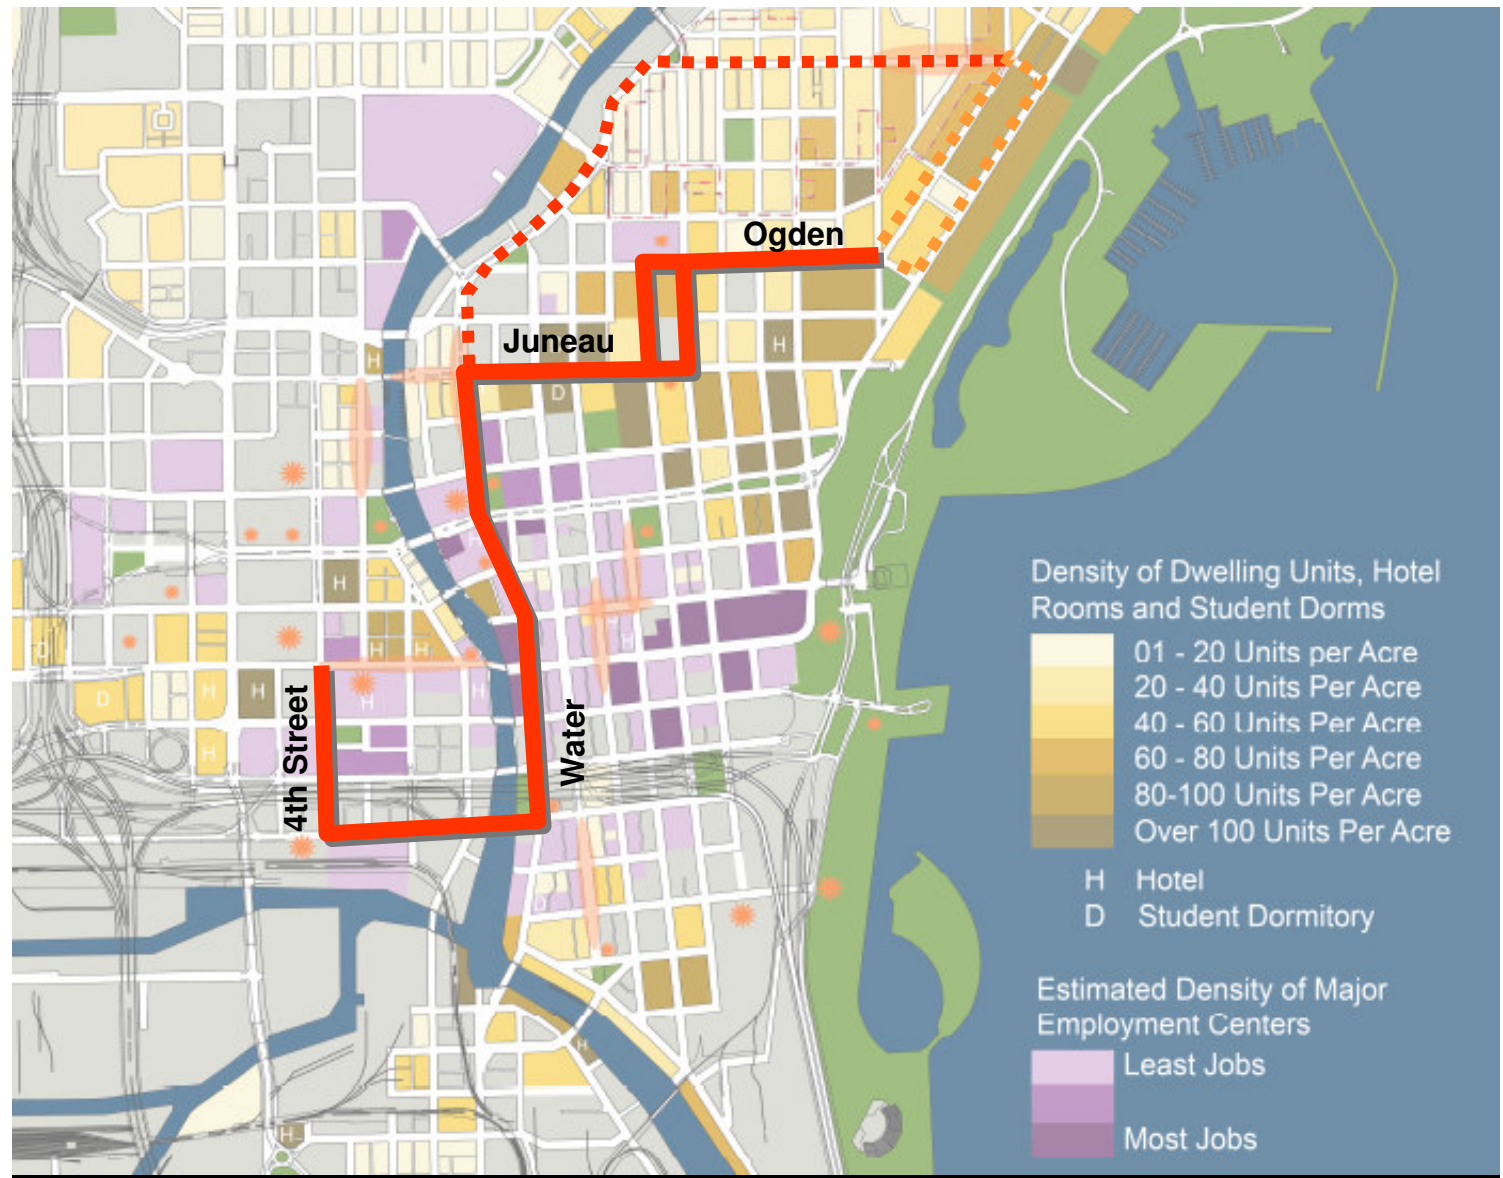 Ogden
Juneau
H
H
D
H
H
D
H
H
H
H
H
D
H
H
H
H
4th Street
Water
H
H
Density of Dwelling Units, Hotel
Rooms and Student Dorms
01 - 20 Units per Acre
20 - 40 Units Per Acre
40 - 60 Units Per Acre
60 - 80 Units Per Acre
80-100 Units Per Acre
Over 100 Units Per Acre
H Hotel
D Student Dormitory
Estimated Density of Major
Employment Centers
Least Jobs
Most Jobs